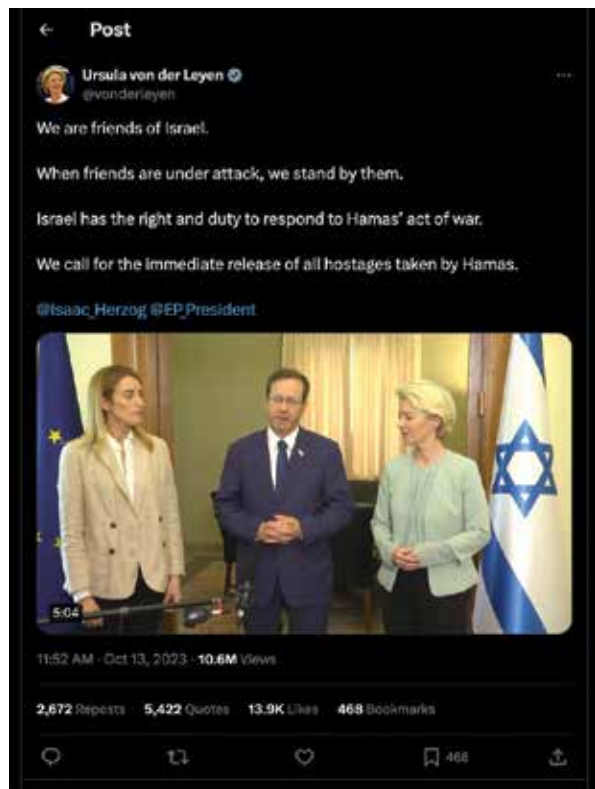 Post
Ursula von der Leyen
@vonderleyen
We are friends of Israel.
When friends are under attack, we stand by them.
Israel has the right and duty to respond to Hamas' act of war.
We call for the immediate release of all hostages taken by Hamas.
@Isaac_Herzog @EP_President
5:04
11:52 AM · Oct 13, 2023 · 10.6M Views
2,672 Reposts 5,422 Quotes 13.9K Likes 468 Bookmarks
468